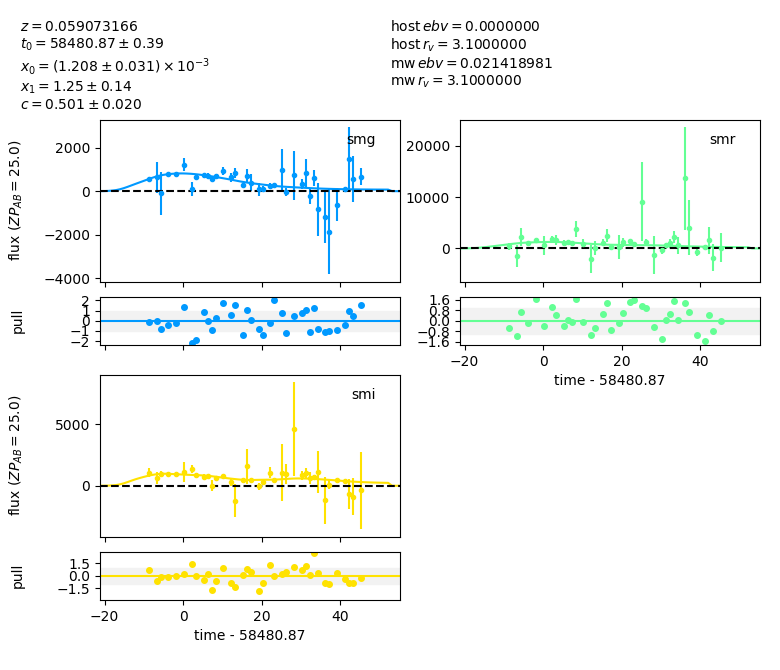 z = 0.059073166
t₀ = 58480.87 ± 0.39
x₀ = (1.208 ± 0.031) × 10⁻³
x₁ = 1.25 ± 0.14
c = 0.501 ± 0.020
host ebv = 0.0000000
host r_v = 3.1000000
mw ebv = 0.021418981
mw r_v = 3.1000000
flux (ZP_AB = 25.0)
2000
0
−2000
−4000
smg
20000
10000
0
smr
pull
2
1
0
−1
−2
1.6
0.8
0.0
−0.8
−1.6
−20
0
20
40
time - 58480.87
flux (ZP_AB = 25.0)
5000
0
smi
pull
1.5
0.0
−1.5
−20
0
20
40
time - 58480.87